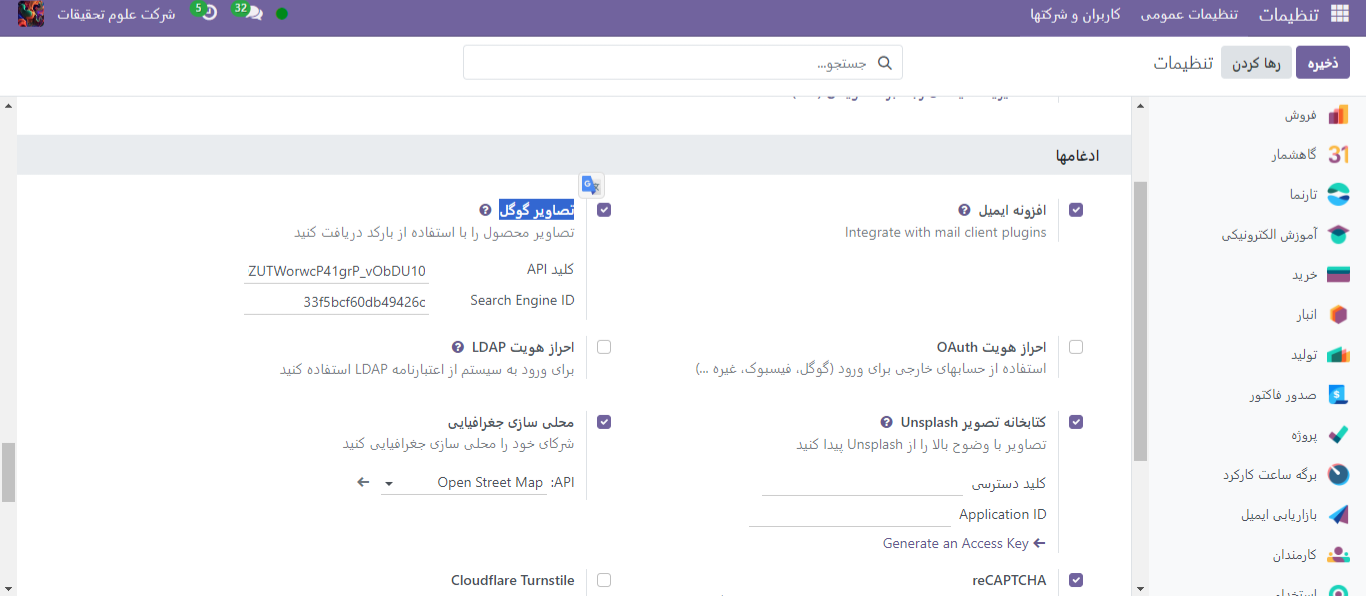 تنظیمات
تنظیمات عمومی
کاربران و شرکتها
32
5
شرکت علوم تحقیقات
ذخیره
رها کردن
تنظیمات
جستجو...
فروش
31 گاهشمار
تارنما
آموزش الکترونیکی
خرید
انبار
تولید
صدور فاکتور
پروژه
برگه ساعت کارکرد
بازاریابی ایمیل
کارمندان
ادغامها
افزونه ایمیل ?
Integrate with mail client plugins
تصاویر گوگل ?
تصاویر محصول را با استفاده از بارکد دریافت کنید
کلید API
ZUTWorwcP41grP_vObDU10
Search Engine ID
33f5bcf60db49426c
احراز هویت OAuth
استفاده از حسابهای خارجی برای ورود (گوگل، فیسبوک، غیره ...)
احراز هویت LDAP ?
برای ورود به سیستم از اعتبارنامه LDAP استفاده کنید
کتابخانه تصویر Unsplash ?
تصاویر با وضوح بالا را از Unsplash پیدا کنید
کلید دسترسی
Application ID
Generate an Access Key
محلی سازی جغرافیایی
شرکای خود را محلی سازی جغرافیایی کنید
API:
Open Street Map
reCAPTCHA
Cloudflare Turnstile